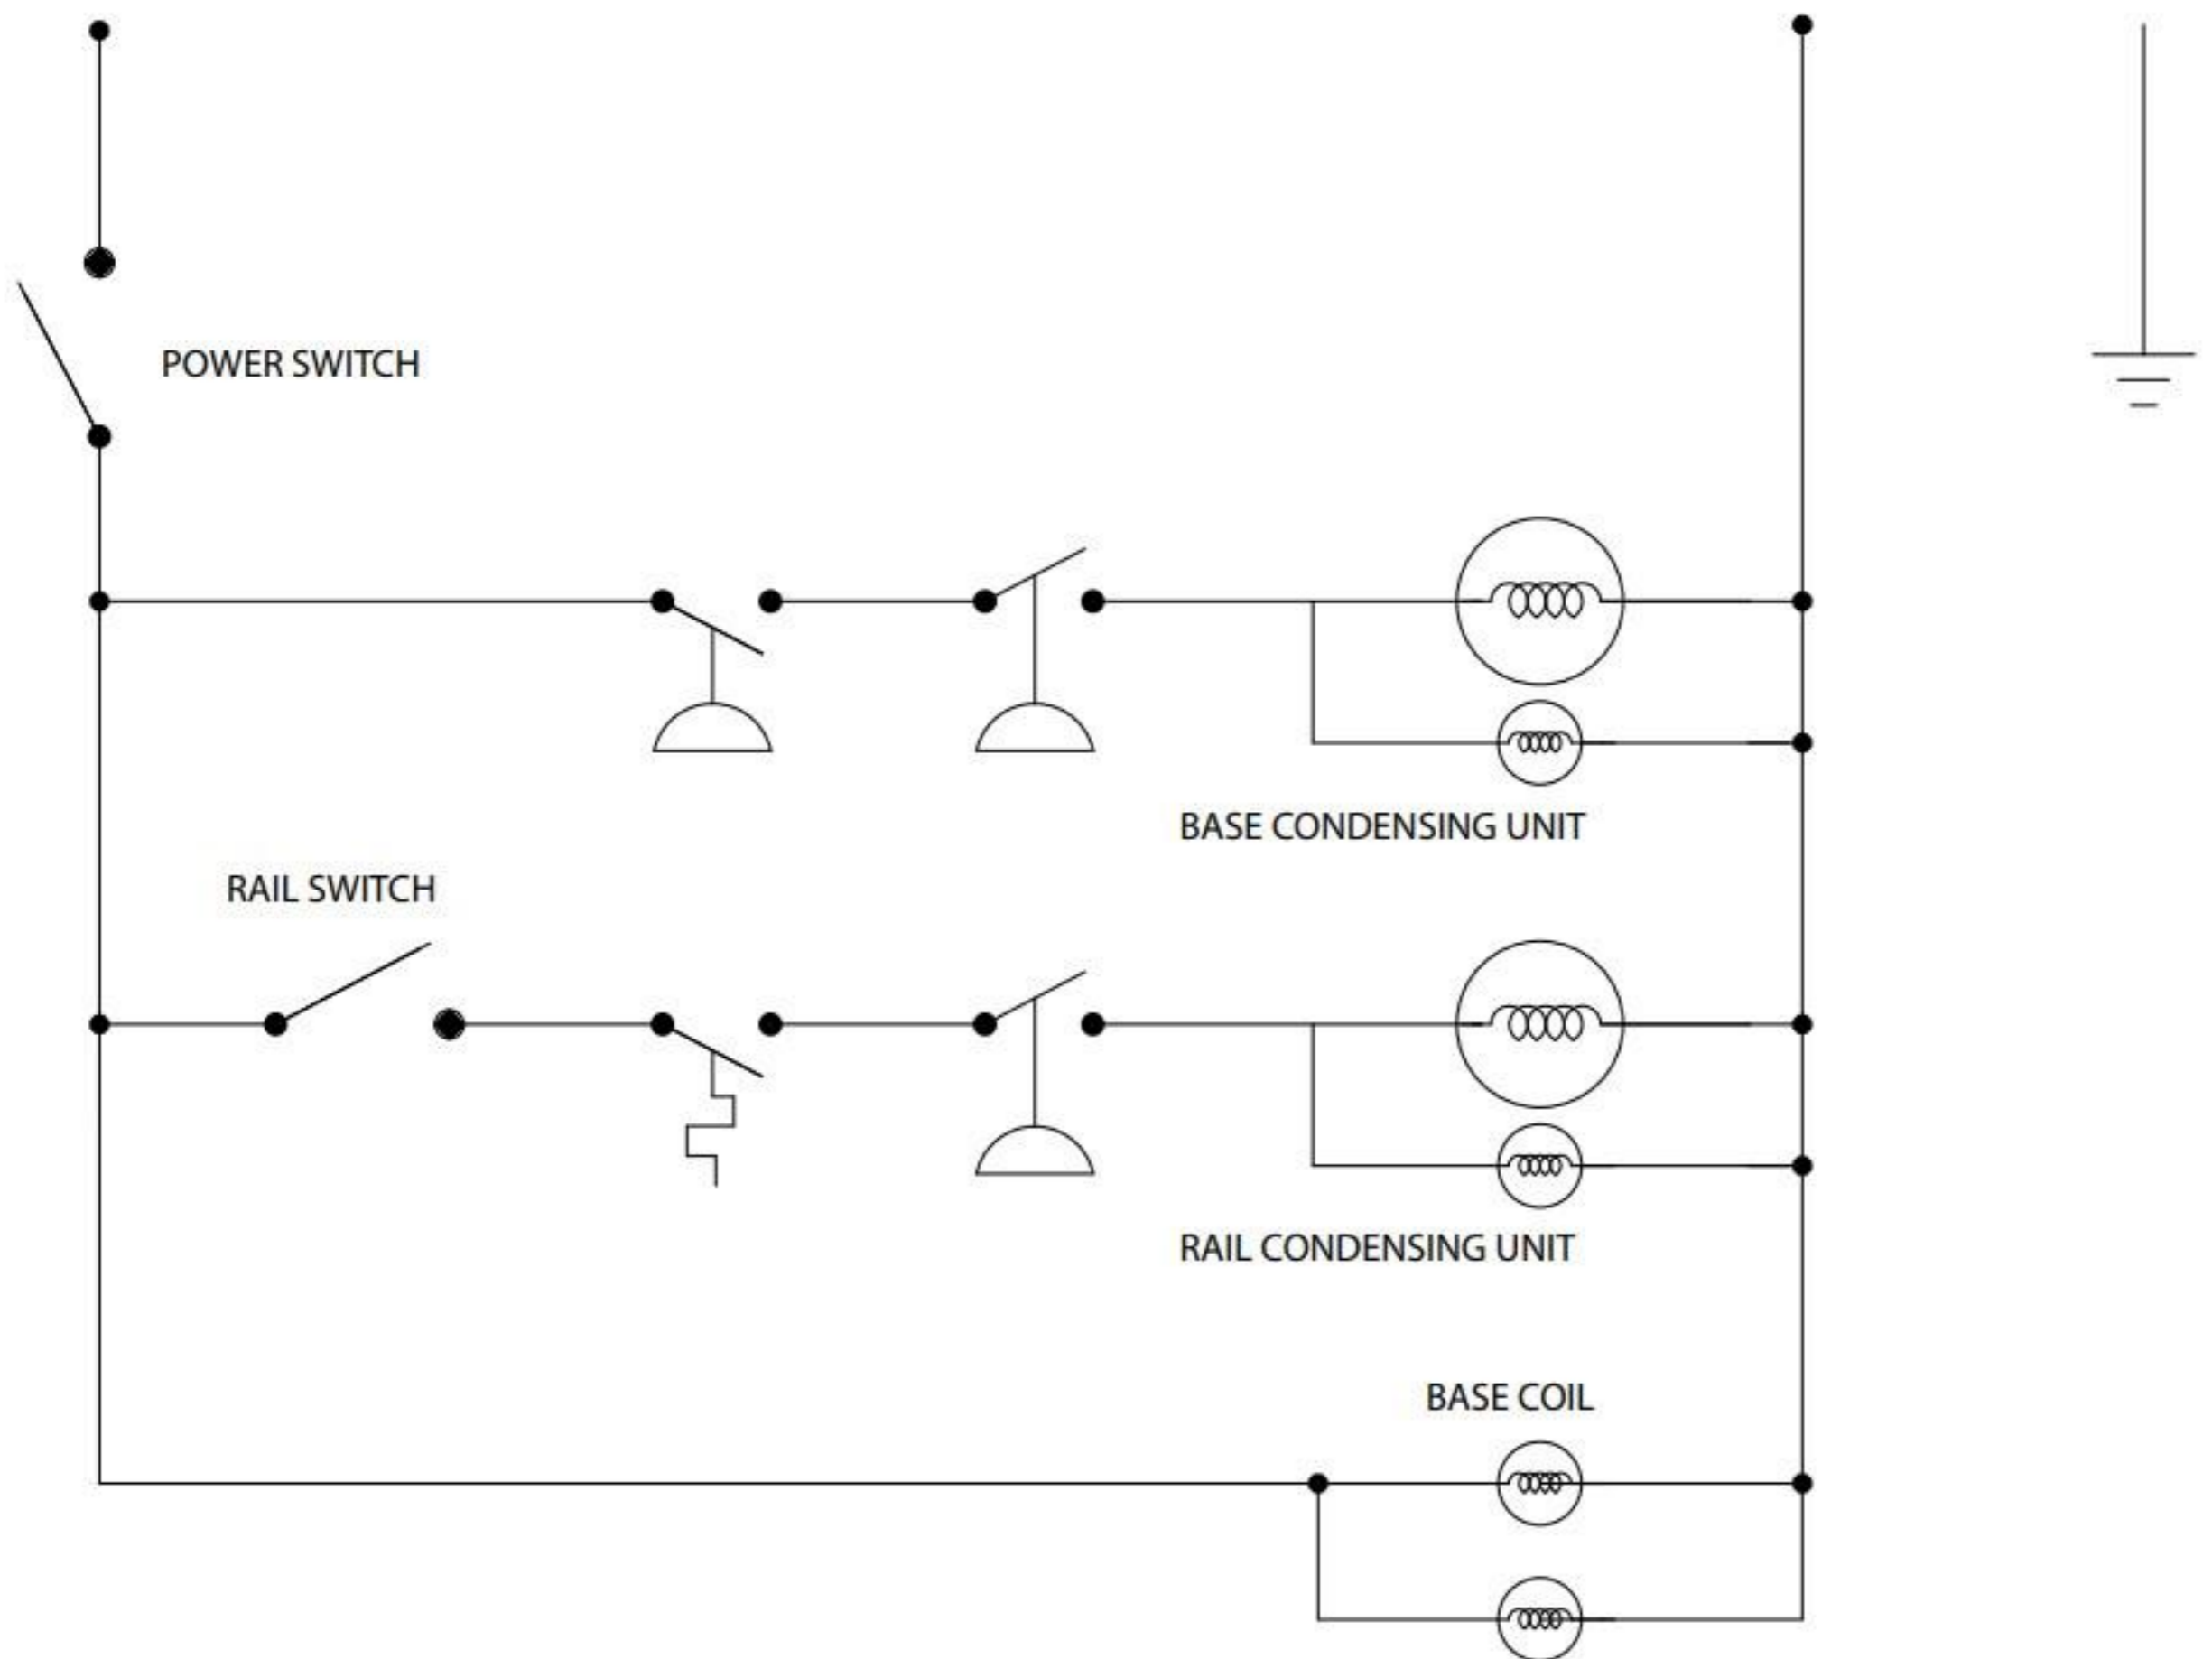 POWER SWITCH
BASE CONDENSING UNIT
RAIL SWITCH
RAIL CONDENSING UNIT
BASE COIL